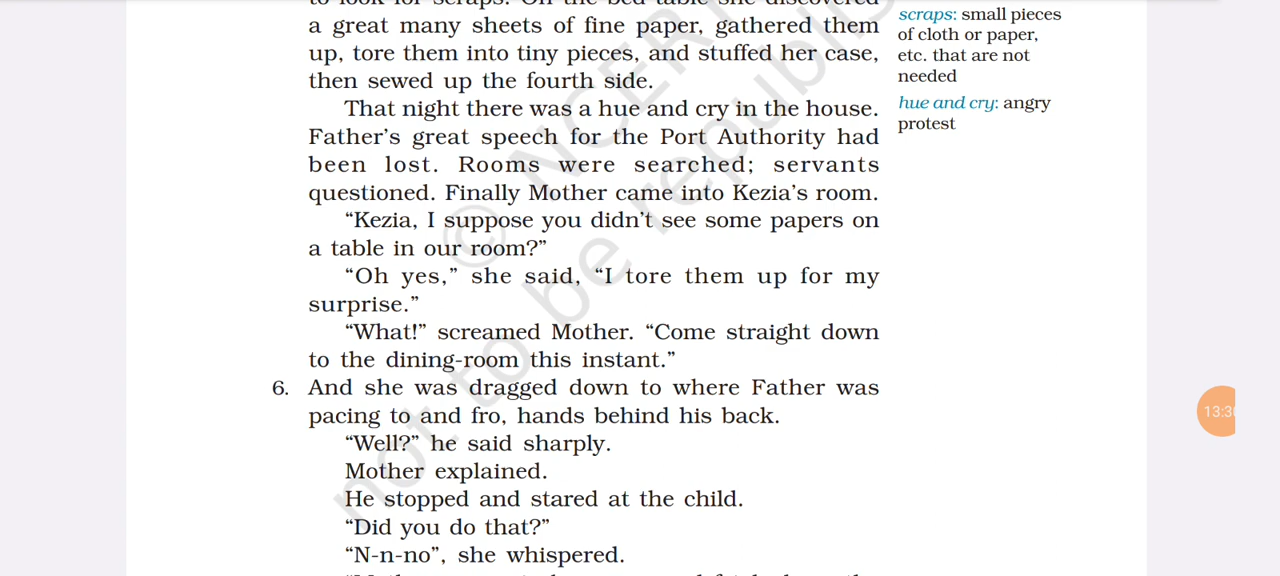 a great many sheets of fine paper, gathered them
up, tore them into tiny pieces, and stuffed her case,
then sewed up the fourth side.
That night there was a hue and cry in the house.
Father's great speech for the Port Authority had
been lost. Rooms were searched; servants
questioned. Finally Mother came into Kezia's room.
“Kezia, I suppose you didn't see some papers on
a table in our room?”
“Oh yes,” she said, “I tore them up for my
surprise.”
“What!” screamed Mother. “Come straight down
to the dining-room this instant.”
6. And she was dragged down to where Father was
pacing to and fro, hands behind his back.
“Well?” he said sharply.
Mother explained.
He stopped and stared at the child.
“Did you do that?”
“N-n-no”, she whispered.
scraps: small pieces
of cloth or paper,
etc. that are not
needed
hue and cry: angry
protest
© NCERT
not to be republis
13:3